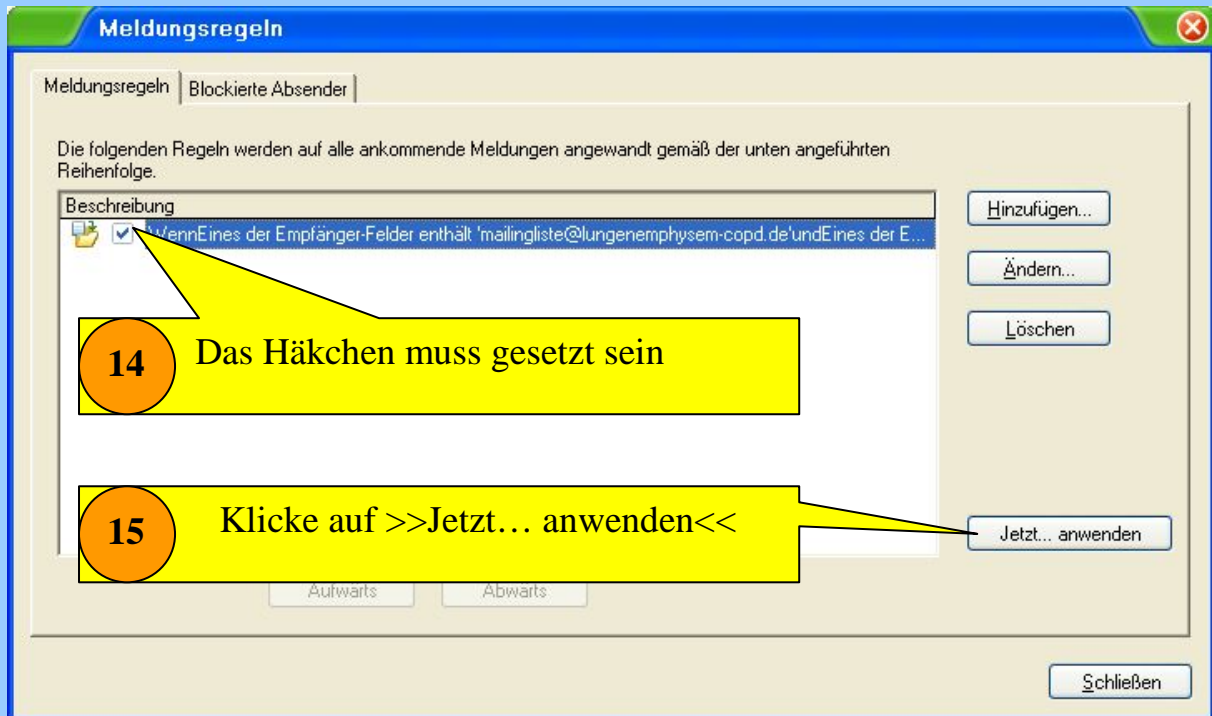 Meldungsregeln
Meldungsregeln Blockierte Absender
Die folgenden Regeln werden auf alle ankommende Meldungen angewandt gemäß der unten angeführten
Reihenfolge.
Beschreibung
WennEines der Empfänger-Felder enthält 'mailingliste@lungenemphysem-copd.de'undEines der E...
Hinzufügen...
Ändern...
Löschen
14 Das Häkchen muss gesetzt sein
15 Klicke auf >>Jetzt… anwenden<<
Jetzt... anwenden
Aufwärts Abwärts
Schließen